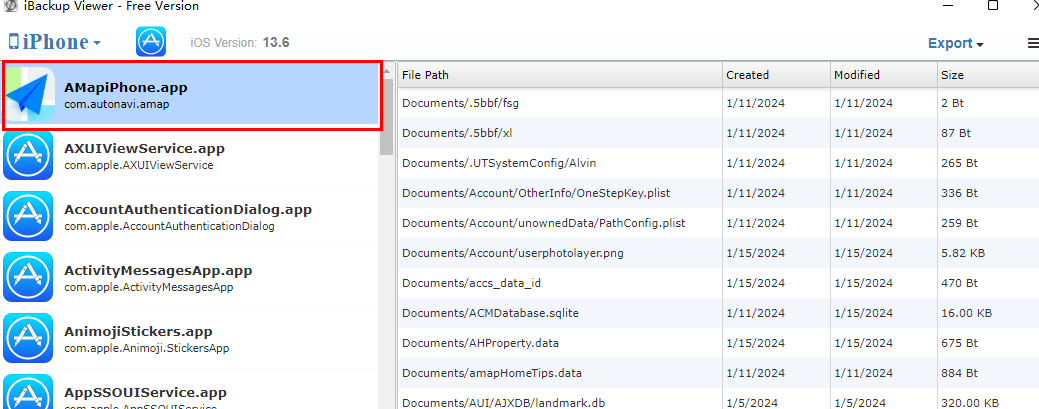 iBackup Viewer - Free Version
iPhone
iOS Version: 13.6
Export
AMapiPhone.app
com.autonavi.amap
AXUIViewService.app
com.apple.AXUIViewService
AccountAuthenticationDialog.app
com.apple.AccountAuthenticationDialog
ActivityMessagesApp.app
com.apple.ActivityMessagesApp
AnimojiStickers.app
com.apple.Animoji.StickersApp
AppSSOUIService.app
com.apple.AppSSOUIService
File Path Created Modified Size
Documents/.5bbf/fsg 1/11/2024 1/11/2024 2 Bt
Documents/.5bbf/xl 1/11/2024 1/11/2024 87 Bt
Documents/.UTSystemConfig/Alvin 1/11/2024 1/11/2024 265 Bt
Documents/Account/OtherInfo/OneStepKey.plist 1/11/2024 1/11/2024 336 Bt
Documents/Account/unownedData/PathConfig.plist 1/11/2024 1/11/2024 259 Bt
Documents/Account/userphotolayer.png 1/15/2024 1/15/2024 5.82 KB
Documents/accs_data_id 1/15/2024 1/15/2024 470 Bt
Documents/ACMDatabase.sqlite 1/11/2024 1/15/2024 16.00 KB
Documents/AHProperty.data 1/15/2024 1/15/2024 675 Bt
Documents/amapHomeTips.data 1/11/2024 1/11/2024 884 Bt
Documents/AUI/AJXDB/landmark.db 1/5/2024 1/5/2024 320.00 KB